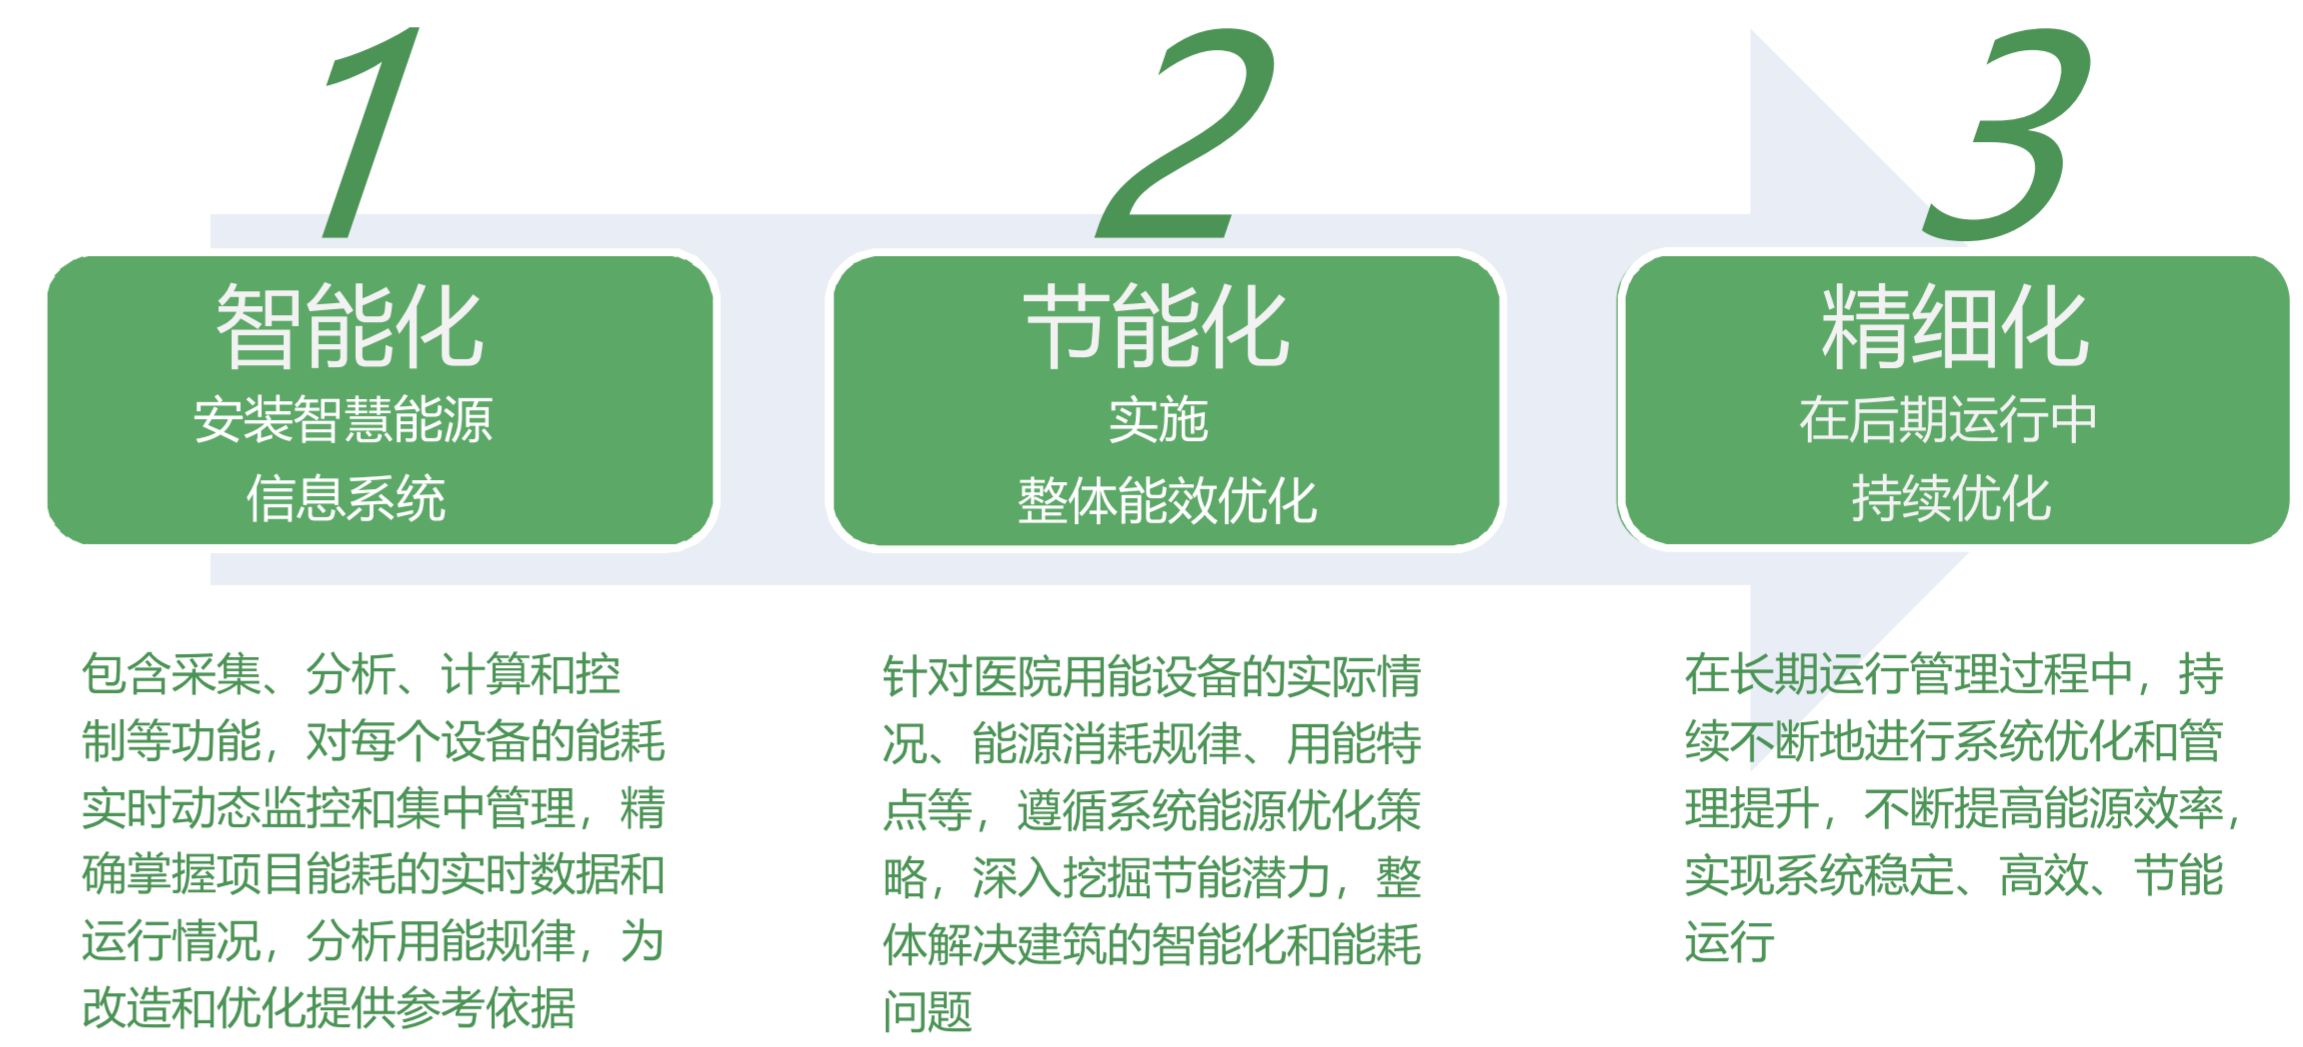 1
智能化
安装智慧能源
信息系统
包含采集、分析、计算和控
制等功能，对每个设备的能耗
实时动态监控和集中管理，精
确掌握项目能耗的实时数据和
运行情况，分析用能规律，为
改造和优化提供参考依据
2
节能化
实施
整体能效优化
针对医院用能设备的实际情
况、能源消耗规律、用能特
点等，遵循系统能源优化策
略，深入挖掘节能潜力，整
体解决建筑的智能化和能耗
问题
3
精细化
在后期运行中
持续优化
在长期运行管理过程中，持
续不断地进行系统优化和管
理提升，不断提高能源效率，
实现系统稳定、高效、节能
运行